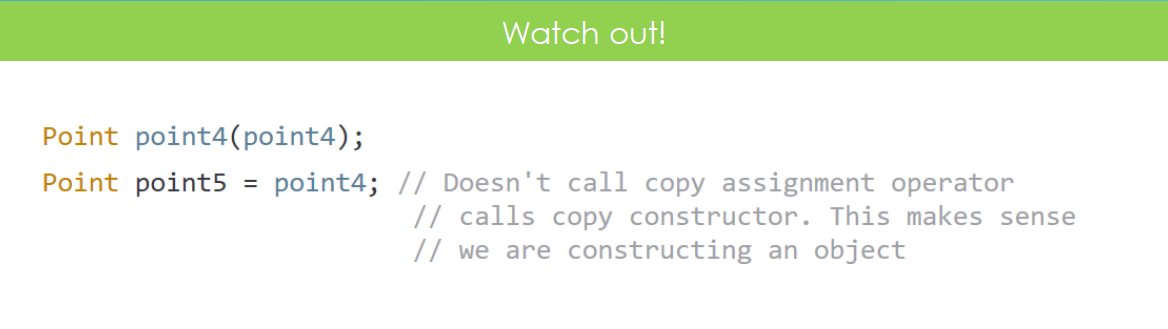 Watch out!
Point point4(point4);
Point point5 = point4; // Doesn't call copy assignment operator
// calls copy constructor. This makes sense
// we are constructing an object